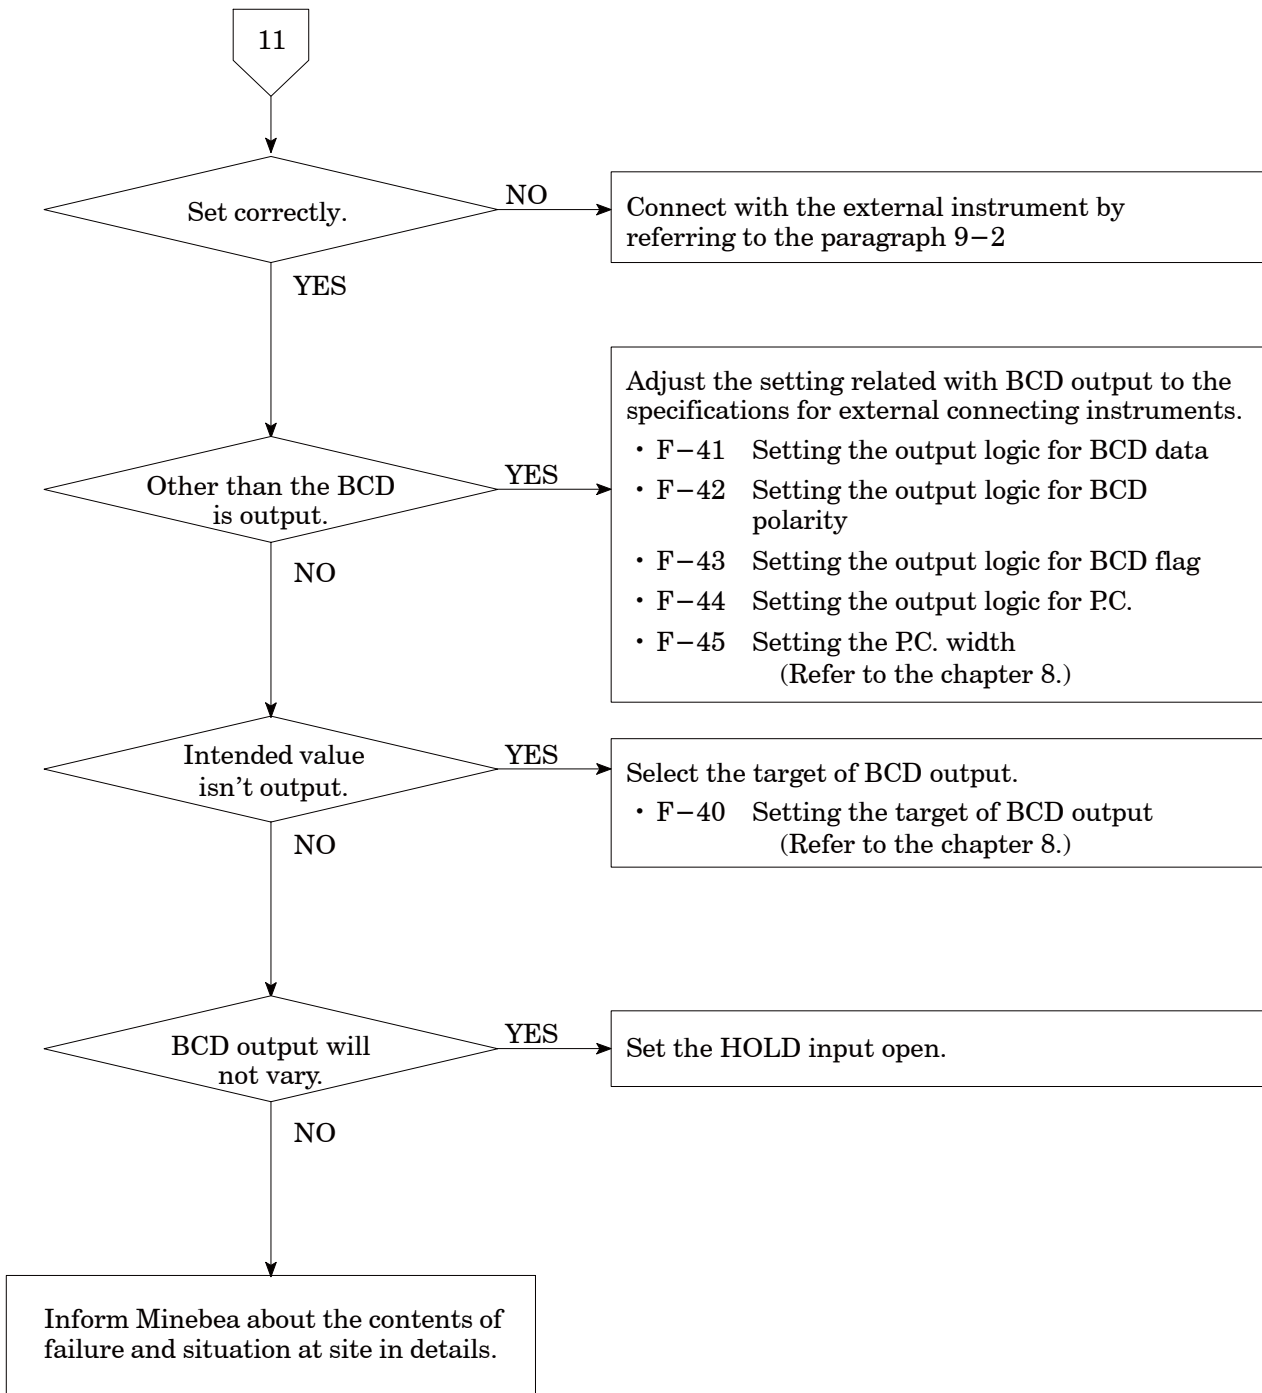 11
Set correctly.
NO
Connect with the external instrument by
referring to the paragraph 9−2
YES
Other than the BCD
is output.
YES
Adjust the setting related with BCD output to the
specifications for external connecting instruments.
・ F−41 Setting the output logic for BCD data
・ F−42 Setting the output logic for BCD
polarity
・ F−43 Setting the output logic for BCD flag
・ F−44 Setting the output logic for P.C.
・ F−45 Setting the P.C. width
(Refer to the chapter 8.)
NO
Intended value
isn't output.
YES
Select the target of BCD output.
・ F−40 Setting the target of BCD output
(Refer to the chapter 8.)
NO
BCD output will
not vary.
YES
Set the HOLD input open.
NO
Inform Minebea about the contents of
failure and situation at site in details.